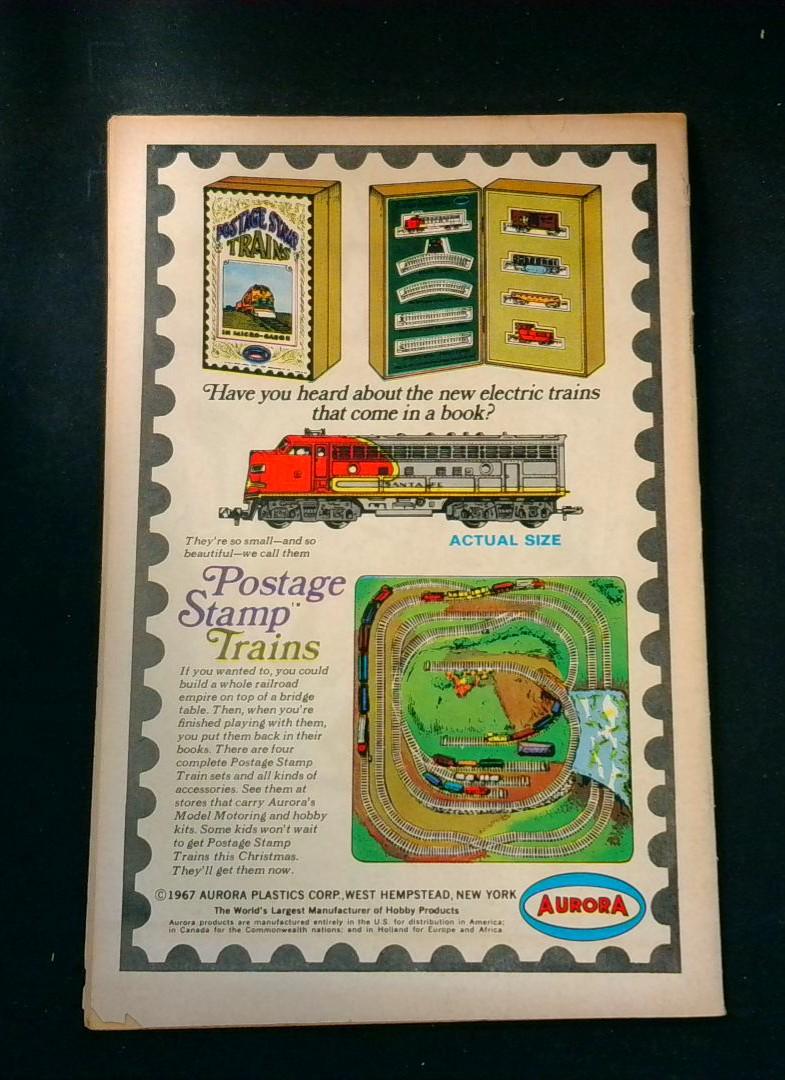 POSTAGE STAMP
TRAINS
IN MICRO-GAUGE
Have you heard about the new electric trains
that come in a book?
SANTA FE
They're so small—and so
beautiful—we call them
ACTUAL SIZE
Postage
Stamp™
Trains
If you wanted to, you could
build a whole railroad
empire on top of a bridge
table. Then, when you're
finished playing with them,
you put them back in their
books. There are four
complete Postage Stamp
Train sets and all kinds of
accessories. See them at
stores that carry Aurora's
Model Motoring and hobby
kits. Some kids won't wait
to get Postage Stamp
Trains this Christmas.
They'll get them now.
©1967 AURORA PLASTICS CORP., WEST HEMPSTEAD, NEW YORK
The World's Largest Manufacturer of Hobby Products
Aurora products are manufactured entirely in the U.S. for distribution in America;
in Canada for the Commonwealth nations; and in Holland for Europe and Africa
AURORA